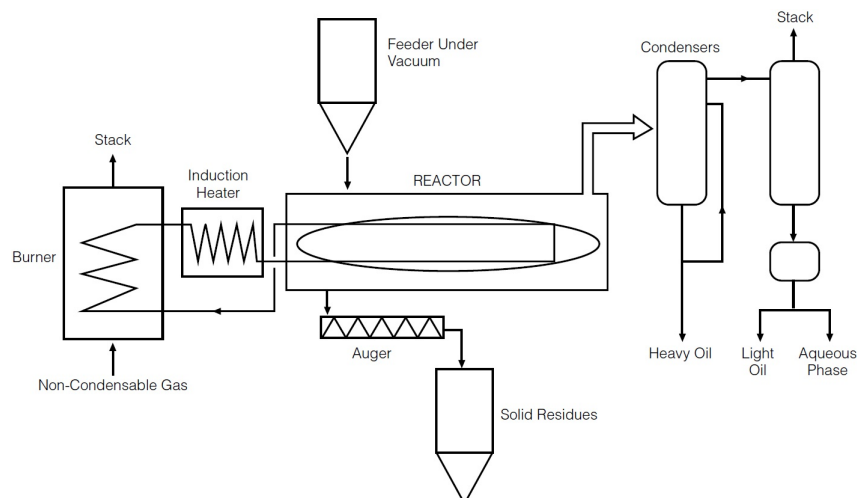 Stack
Feeder Under
Vacuum
Condensers
Stack
Induction
Heater
REACTOR
Burner
Auger
Heavy Oil
Light
Oil
Aqueous
Phase
Non-Condensable Gas
Solid Residues